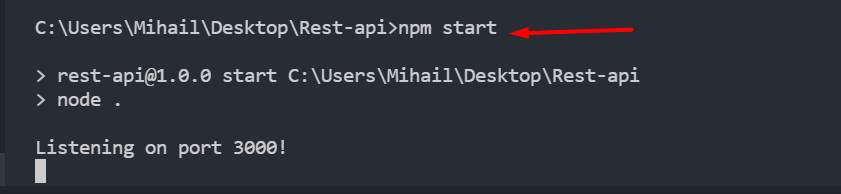 C:\Users\Mihail\Desktop\Rest-api>npm start
> rest-api@1.0.0 start C:\Users\Mihail\Desktop\Rest-api
> node .
Listening on port 3000!